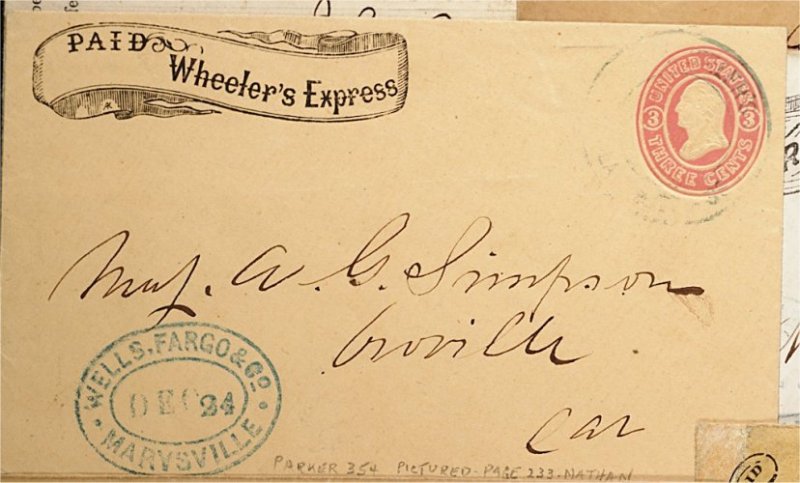 PAID
Wheeler's Express
UNITED STATES
3 3
THREE CENTS
Maj. A. G. Simpson
Oroville
Cal
WELLS, FARGO & CO.
DEC 24
MARYSVILLE
PARKER 354 PICTURED - PAGE 233 - NATHAN